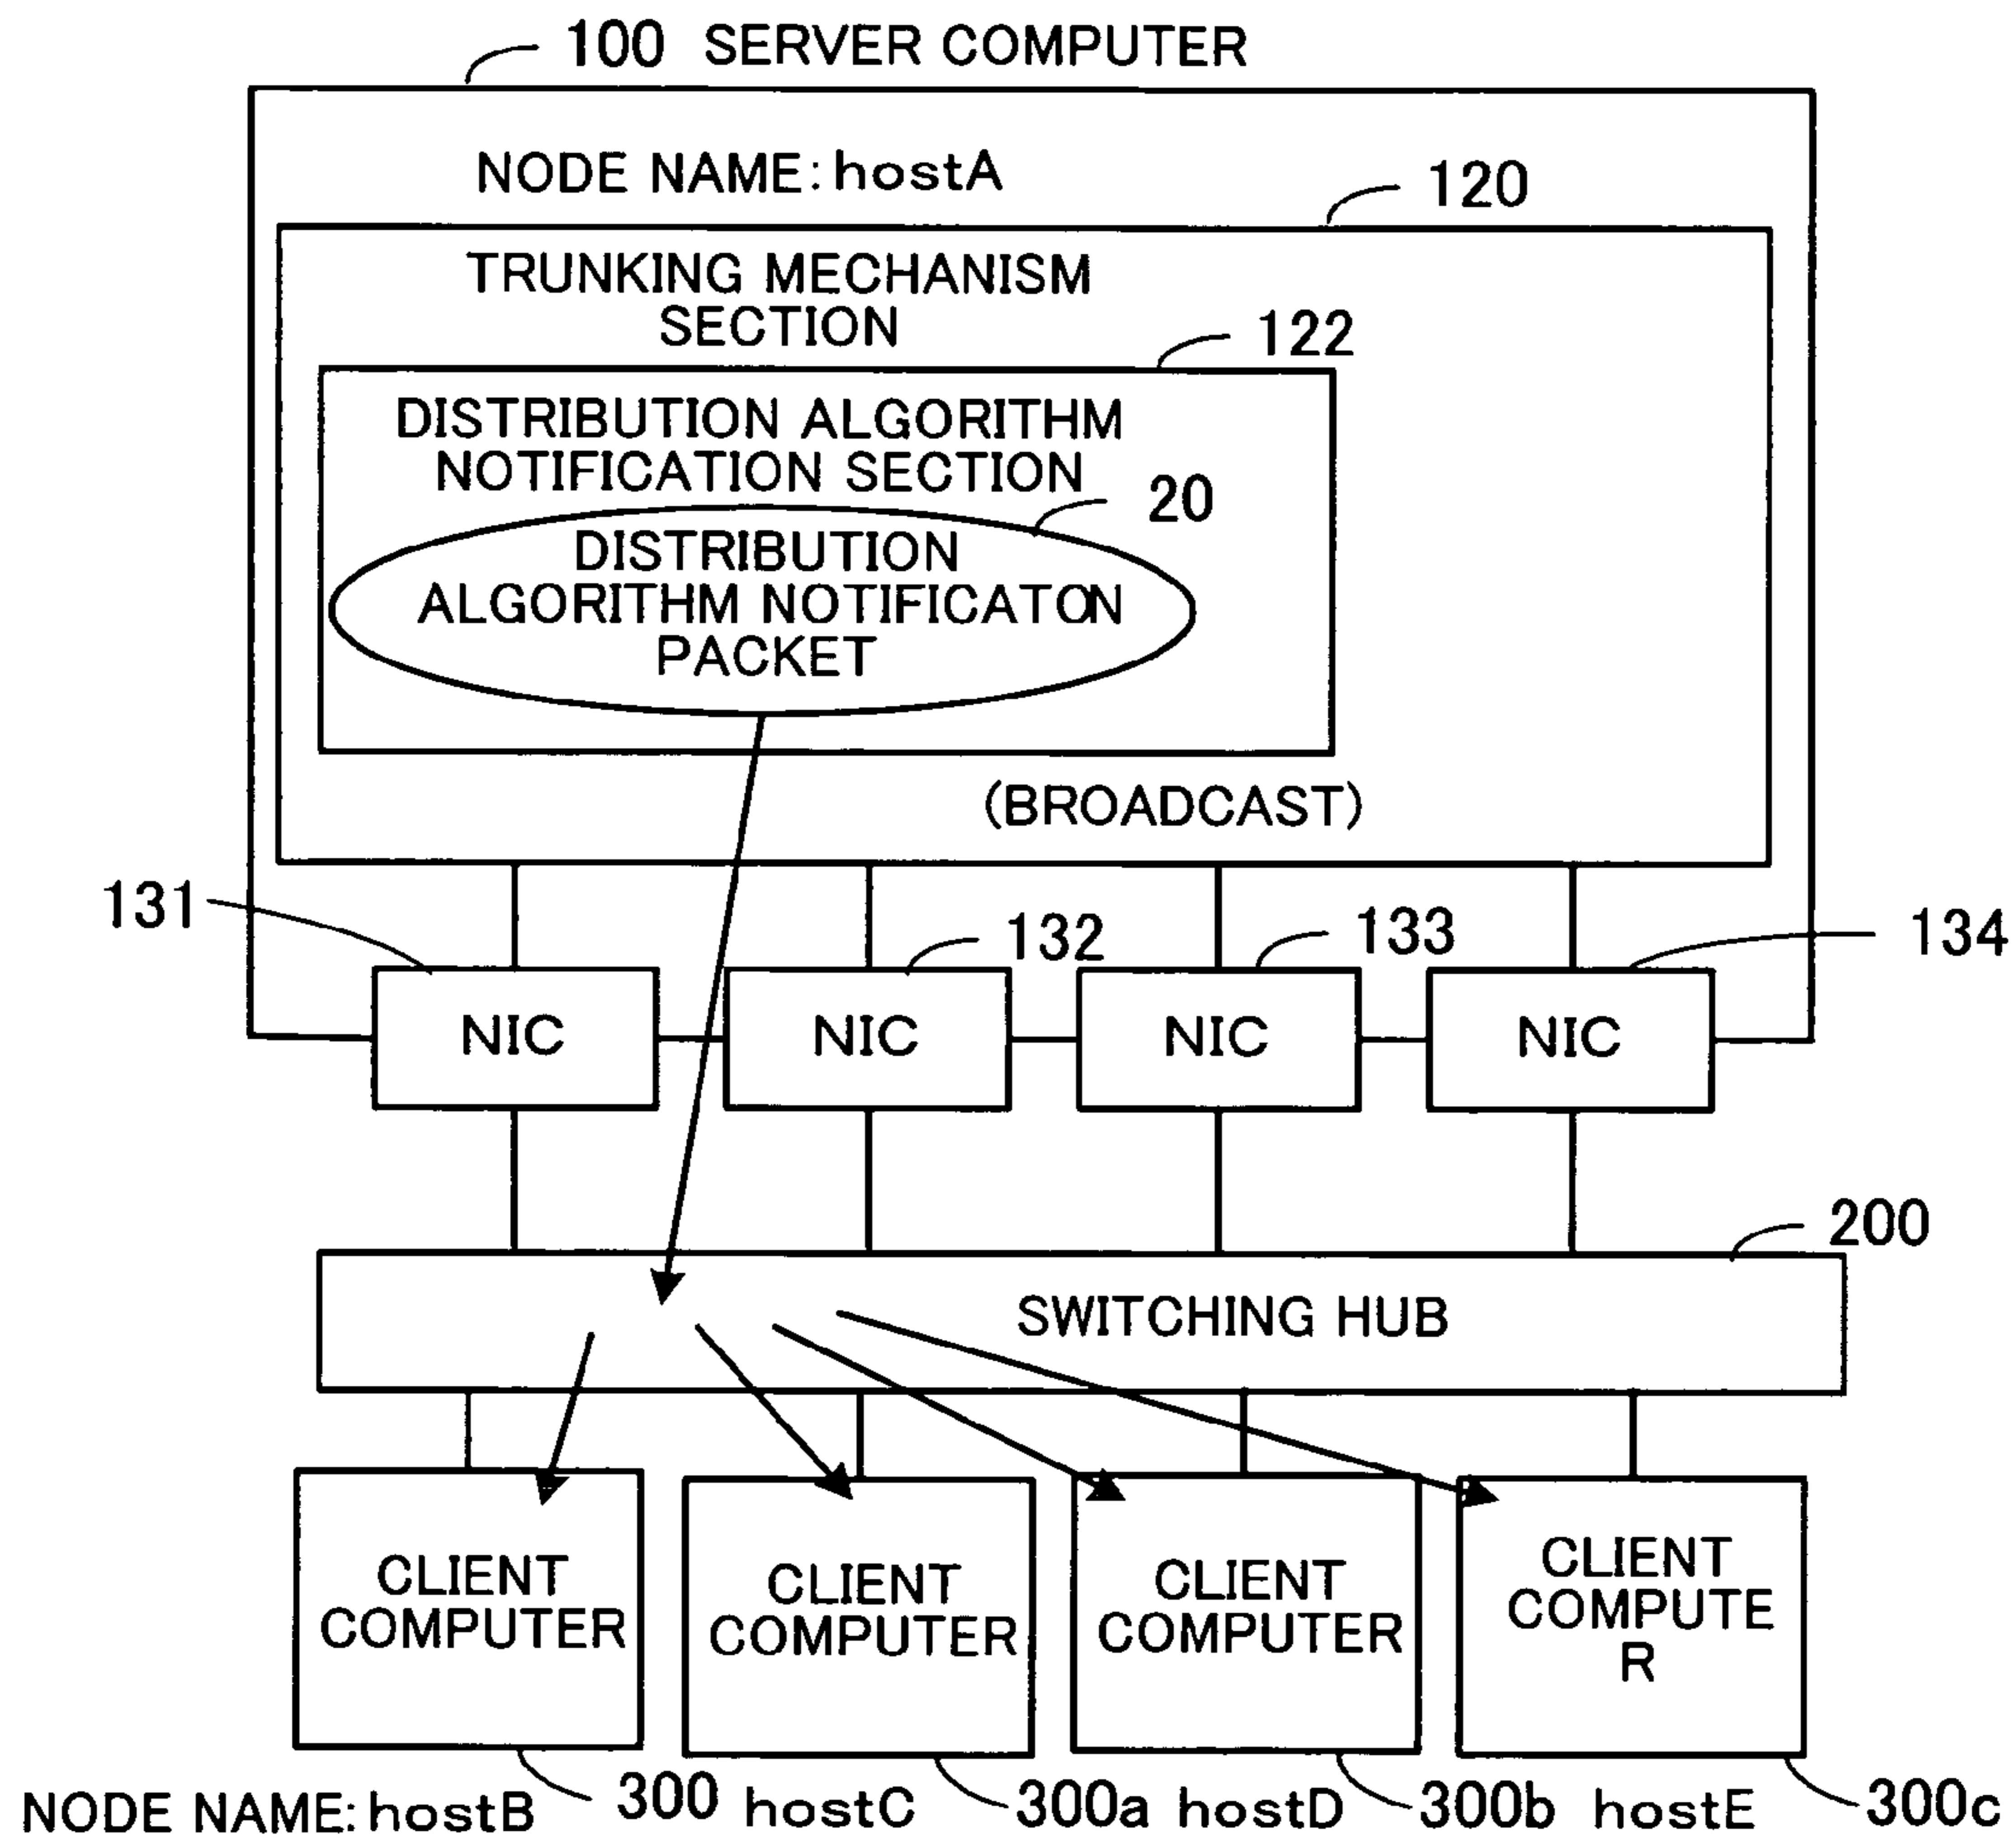 100 SERVER COMPUTER
NODE NAME: hostA
120
TRUNKING MECHANISM
SECTION
122
DISTRIBUTION ALGORITHM
NOTIFICATION SECTION
20
DISTRIBUTION
ALGORITHM NOTIFICATON
PACKET
(BROADCAST)
131
132
133
134
NIC
NIC
NIC
NIC
200
SWITCHING HUB
CLIENT
COMPUTER
CLIENT
COMPUTER
CLIENT
COMPUTER
CLIENT
COMPUTE
R
NODE NAME: hostB
300
hostC
300a
hostD
300b
hostE
300c